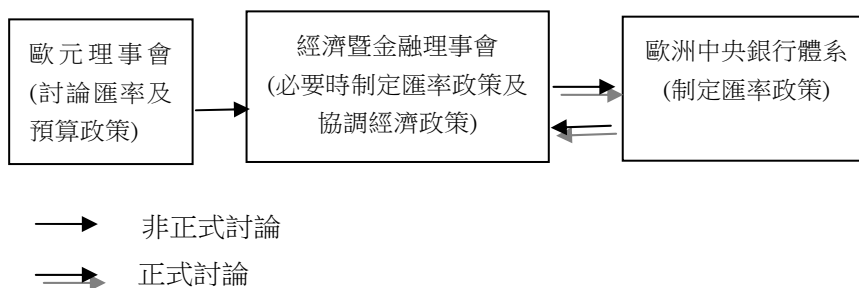 歐元理事會
(討論匯率及
預算政策)
經濟暨金融理事會
(必要時制定匯率政策及
協調經濟政策)
歐洲中央銀行體系
(制定匯率政策)
非正式討論
正式討論